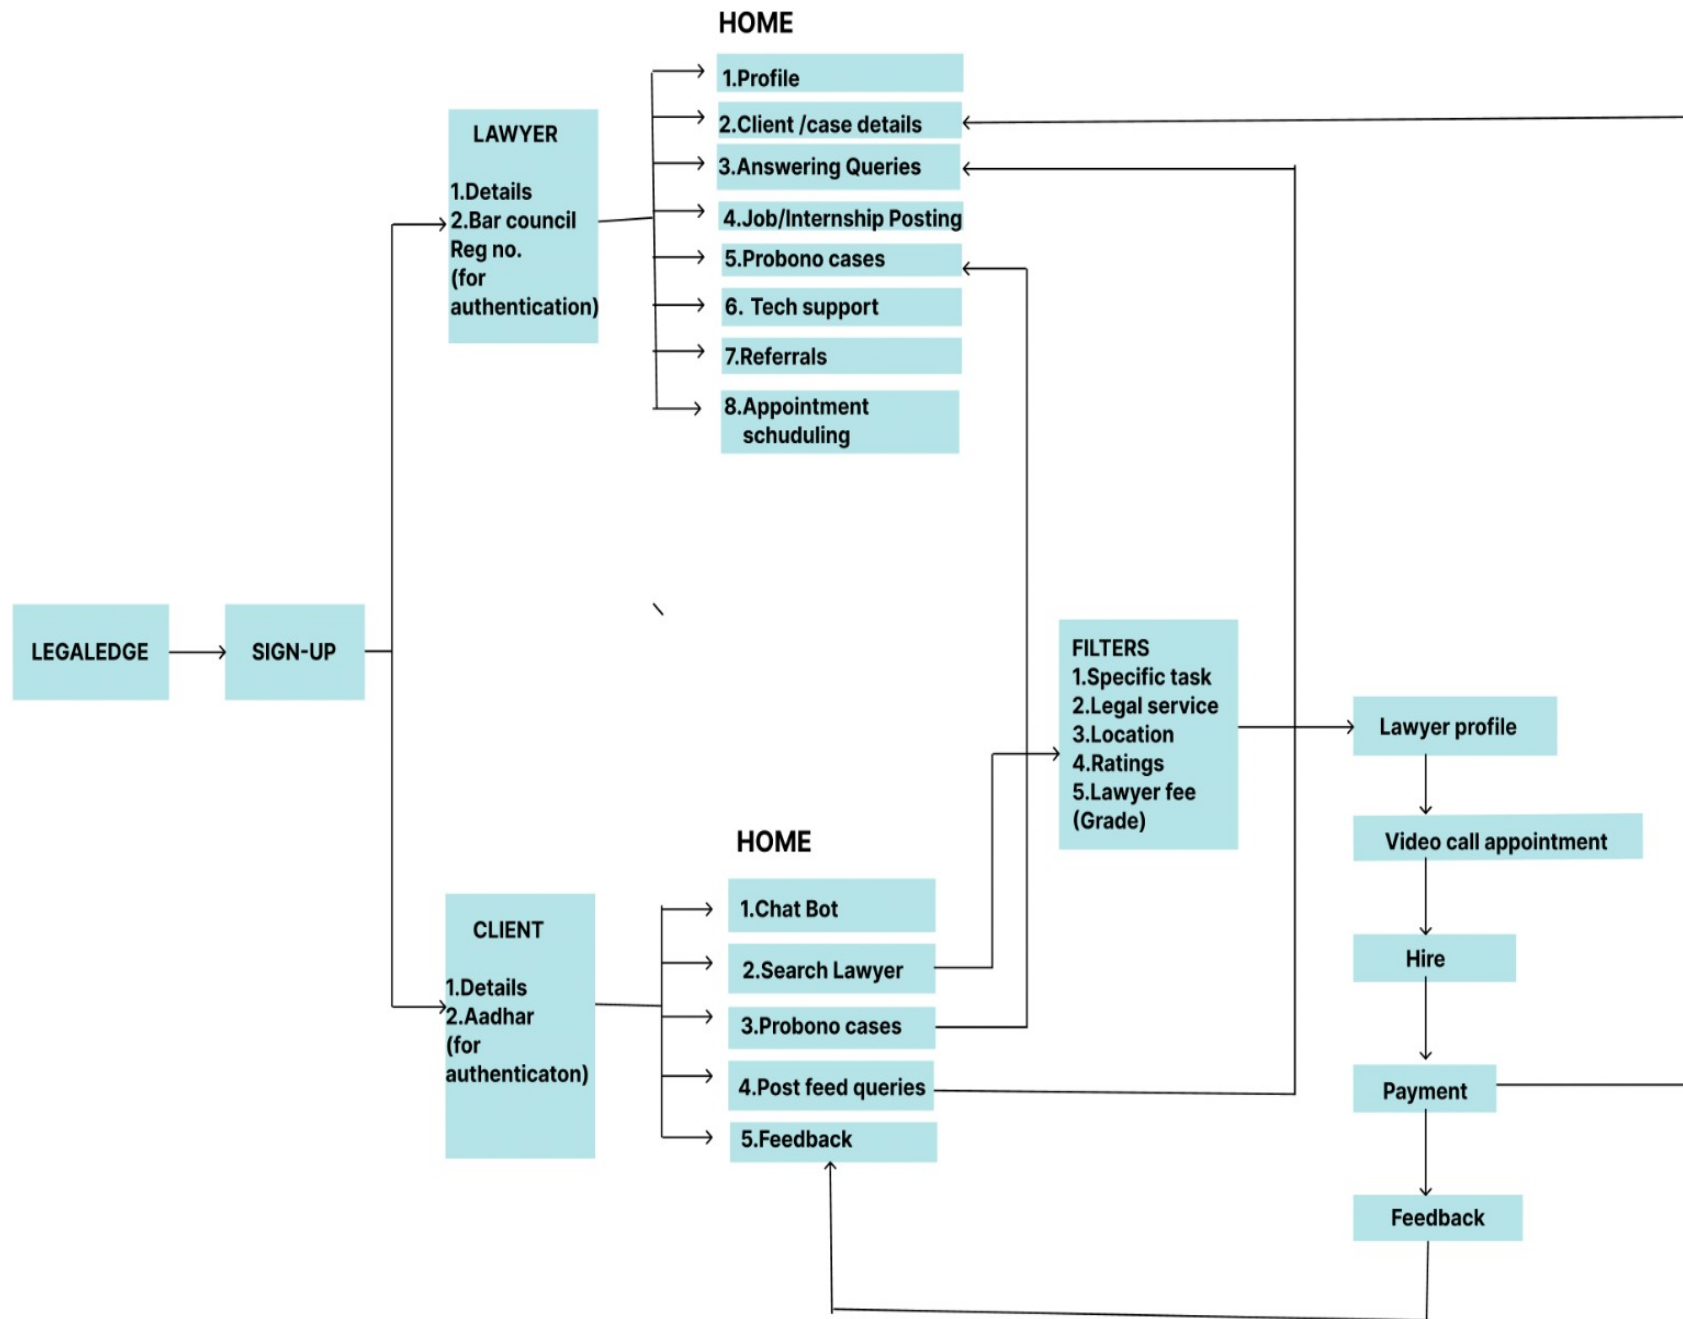 HOME
1.Profile
2.Client /case details
3.Answering Queries
4.Job/Internship Posting
5.Probono cases
6. Tech support
7.Referrals
8.Appointment
schuduling
LAWYER
1.Details
2.Bar council
Reg no.
(for
authentication)
LEGALEDGE
SIGN-UP
FILTERS
1.Specific task
2.Legal service
3.Location
4.Ratings
5.Lawyer fee
(Grade)
Lawyer profile
Video call appointment
Hire
Payment
Feedback
HOME
1.Chat Bot
2.Search Lawyer
3.Probono cases
4.Post feed queries
5.Feedback
CLIENT
1.Details
2.Aadhar
(for
authenticaton)